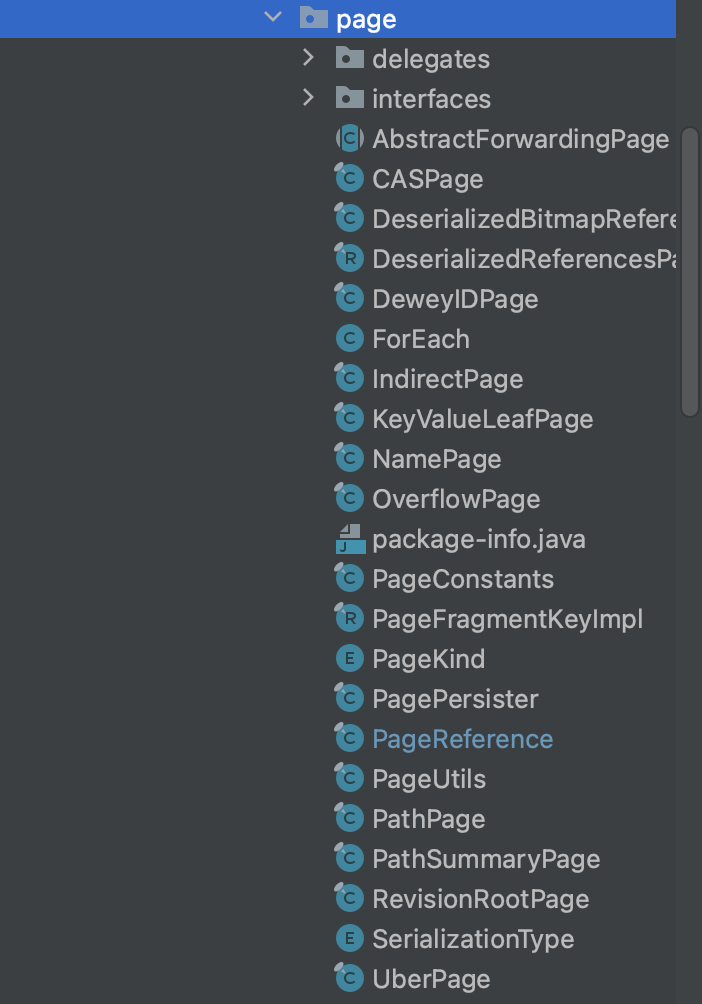 page
delegates
interfaces
AbstractForwardingPage
CASPage
DeserializedBitmapRefere
DeserializedReferencesPa
DeweyIDPage
ForEach
IndirectPage
KeyValueLeafPage
NamePage
OverflowPage
package-info.java
PageConstants
PageFragmentKeyImpl
PageKind
PagePersister
PageReference
PageUtils
PathPage
PathSummaryPage
RevisionRootPage
SerializationType
UberPage